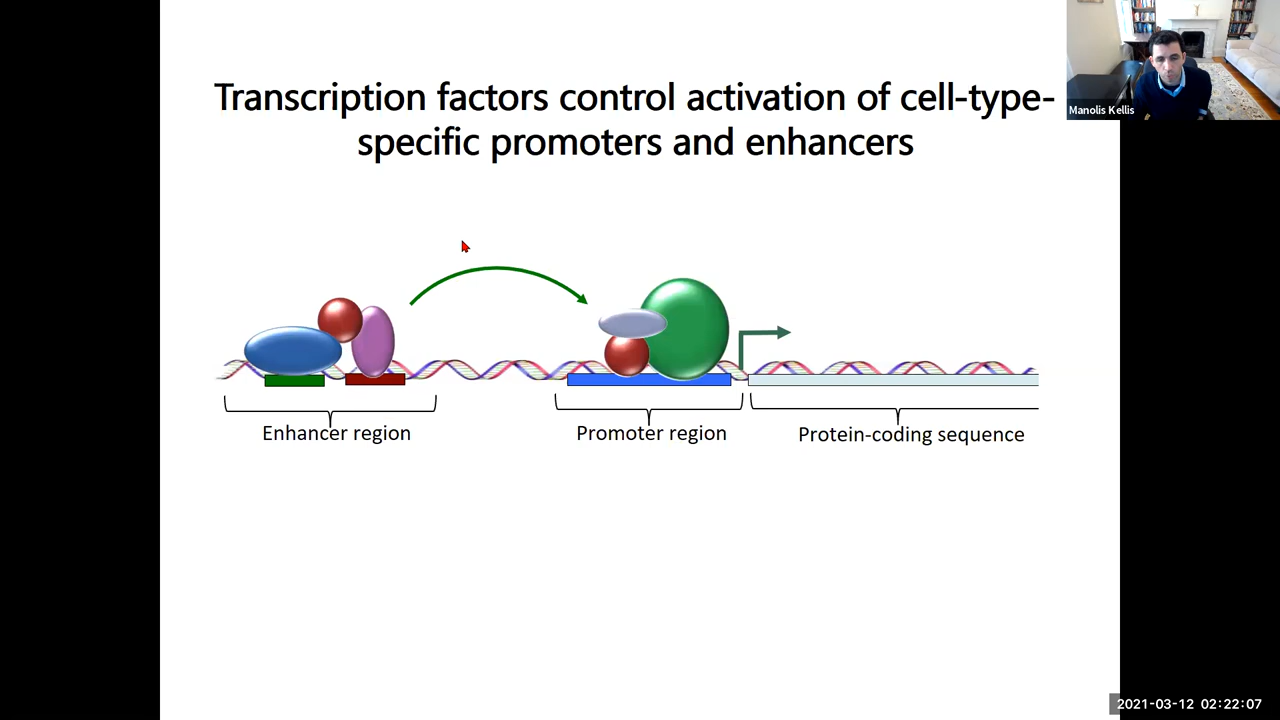 Transcription factors control activation of cell-type-
specific promoters and enhancers
Manolis Kellis
Enhancer region
Promoter region
Protein-coding sequence
2021-03-12 02:22:07